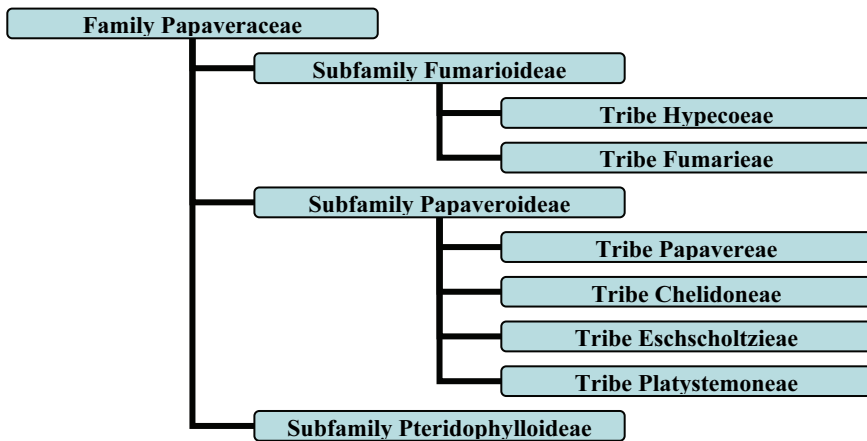 Family Papaveraceae
Subfamily Fumarioideae
Tribe Hypecoeae
Tribe Fumarieae
Subfamily Papaveroideae
Tribe Papavereae
Tribe Chelidoneae
Tribe Eschscholtzieae
Tribe Platystemoneae
Subfamily Pteridophylloideae